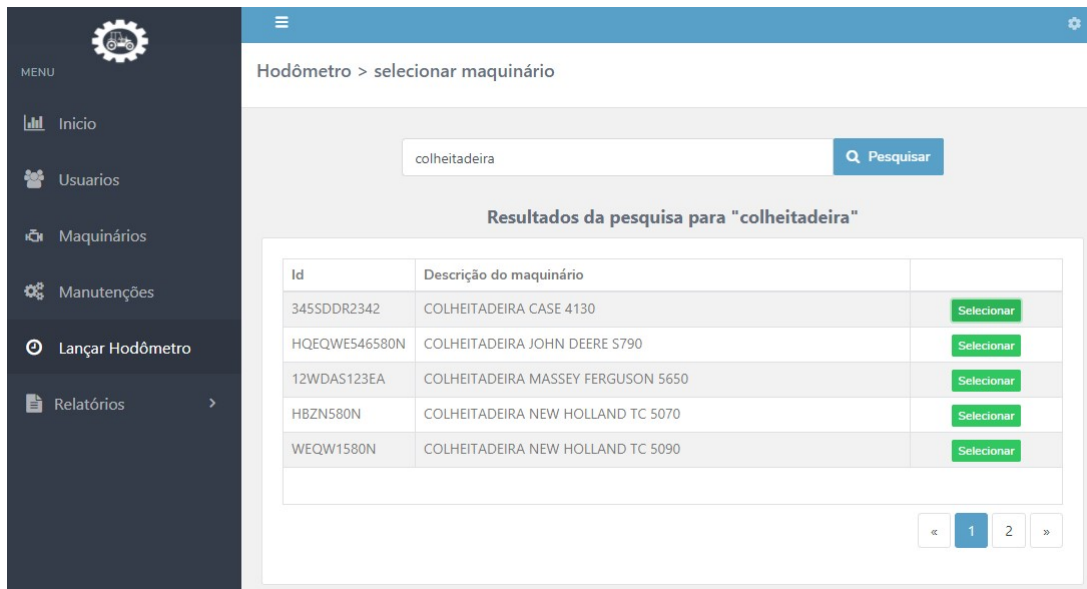 MENU
Inicio
Usuarios
Maquinários
Manutenções
Lançar Hodômetro
Relatórios
Hodômetro > selecionar maquinário
colheitadeira
Pesquisar
Resultados da pesquisa para "colheitadeira"
Id Descrição do maquinário
345SDDR2342 COLHEITADEIRA CASE 4130 Selecionar
HQEQWE546580N COLHEITADEIRA JOHN DEERE S790 Selecionar
12WDAS123EA COLHEITADEIRA MASSEY FERGUSON 5650 Selecionar
HBZN580N COLHEITADEIRA NEW HOLLAND TC 5070 Selecionar
WEQW1580N COLHEITADEIRA NEW HOLLAND TC 5090 Selecionar
« 1 2 »